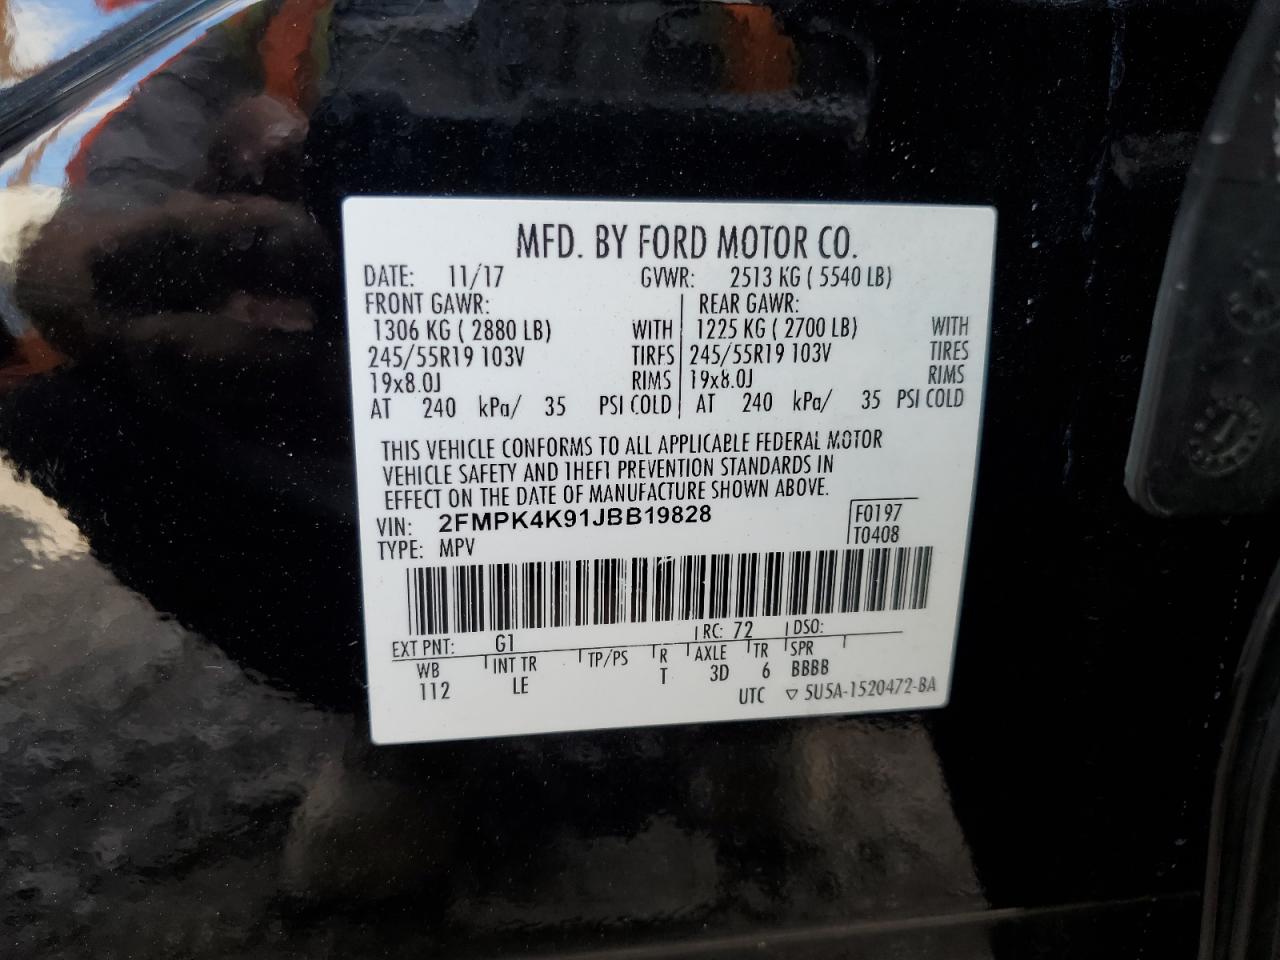 MFD. BY FORD MOTOR CO.
DATE: 11/17 GVWR: 2513 KG ( 5540 LB)
FRONT GAWR: REAR GAWR:
1306 KG ( 2880 LB) WITH 1225 KG ( 2700 LB) WITH
245/55R19 103V TIRES 245/55R19 103V TIRES
19x8.0J RIMS 19x8.0J RIMS
AT 240 kPa/ 35 PSI COLD AT 240 kPa/ 35 PSI COLD
THIS VEHICLE CONFORMS TO ALL APPLICABLE FEDERAL MOTOR
VEHICLE SAFETY AND THEFT PREVENTION STANDARDS IN
EFFECT ON THE DATE OF MANUFACTURE SHOWN ABOVE.
VIN: 2FMPK4K91JBB19828 F0197
TYPE: MPV T0408
EXT PNT: G1 RC: 72 DSO:
WB INT TR TP/PS R AXLE TR SPR
112 LE T 3D 6 BBBB
UTC ▽ 5U5A-1520472-BA